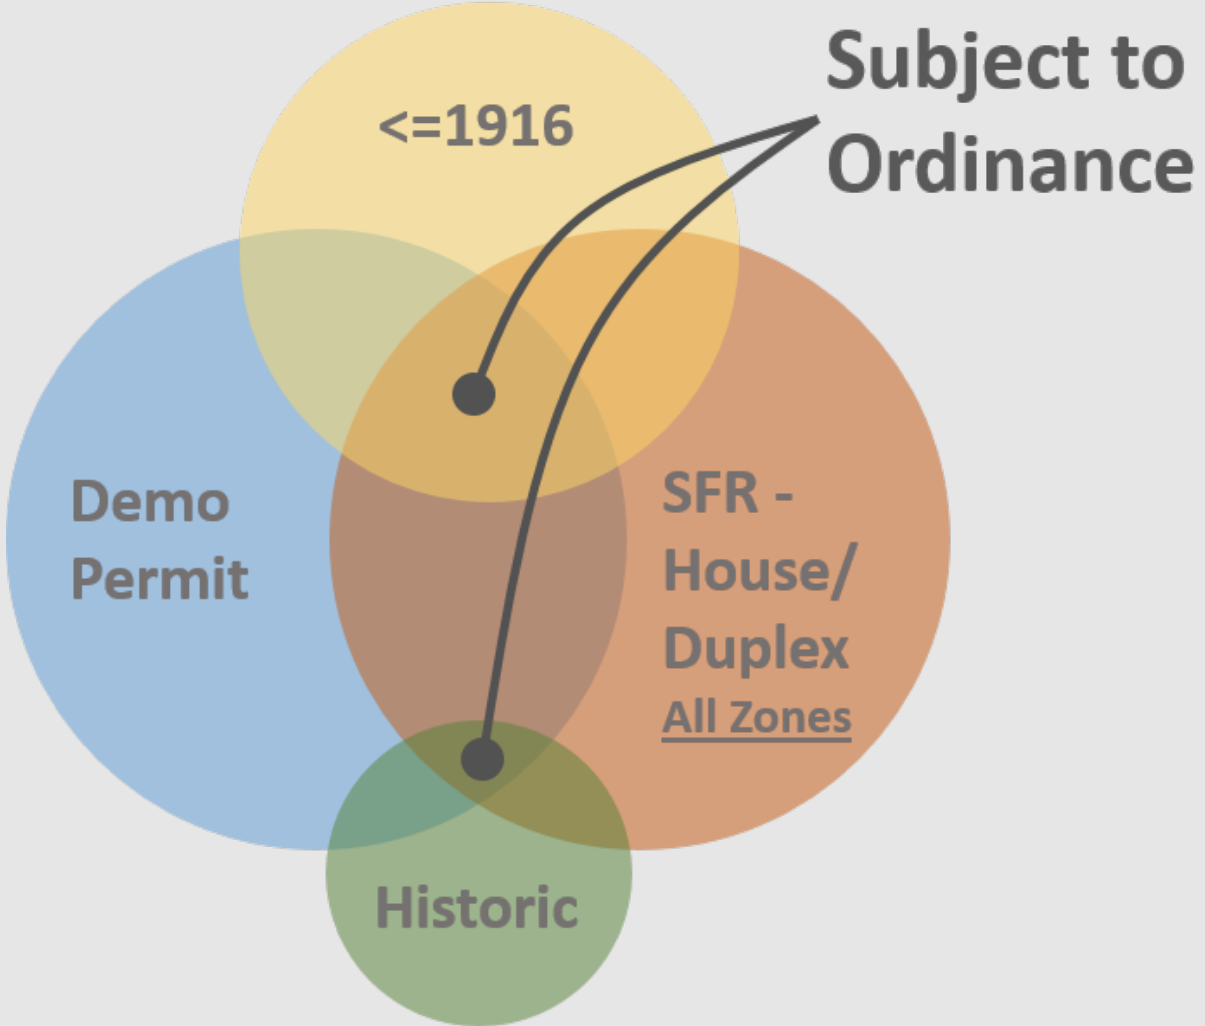 Subject to
Ordinance
<=1916
Demo
Permit
SFR -
House/
Duplex
All Zones
Historic